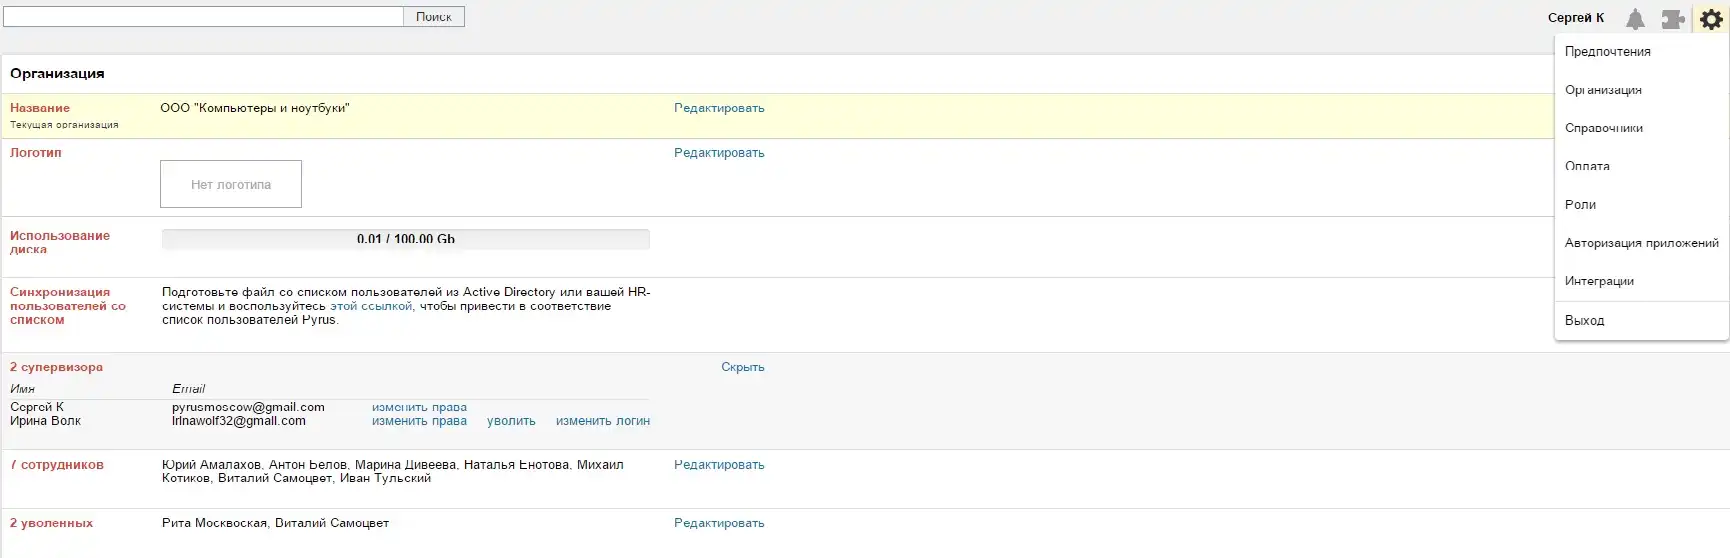 Поиск
Сергей К
Предпочтения
Организация
Справочники
Оплата
Роли
Авторизация приложений
Интеграции
Выход
Организация
Название
ООО "Компьютеры и ноутбуки"
Редактировать
Текущая организация
Логотип
Редактировать
Нет логотипа
Использование
диска
0.01 / 100.00 Gb
Синхронизация
пользователей со
списком
Подготовьте файл со списком пользователей из Active Directory или вашей HR-
системы и воспользуйтесь этой ссылкой, чтобы привести в соответствие
список пользователей Pyrus.
2 супервизора
Скрыть
Имя Email
Сергей К pyrusmoscow@gmail.com изменить права
Ирина Волк irinawolf32@gmail.com изменить права уволить изменить логин
7 сотрудников
Юрий Амалахов, Антон Белов, Марина Дивеева, Наталья Енотова, Михаил
Котиков, Виталий Самоцвет, Иван Тульский
Редактировать
2 уволенных
Рита Москвоская, Виталий Самоцвет
Редактировать